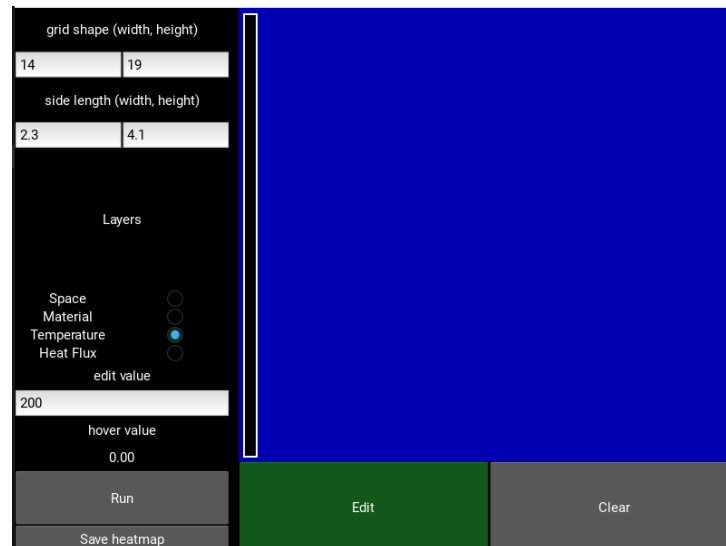 grid shape (width, height)
14 19
side length (width, height)
2.3 4.1
Layers
Space
Material
Temperature
Heat Flux
edit value
200
hover value
0.00
Run
Save heatmap
Edit
Clear